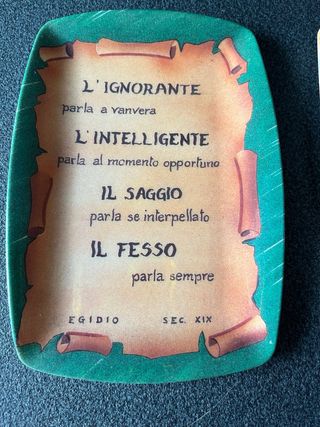 L'IGNORANTE
parla a vanvera
L'INTELLIGENTE
parla al momento opportuno
IL SAGGIO
parla se interpellato
IL FESSO
parla sempre
EGIDIO SEC. XIX